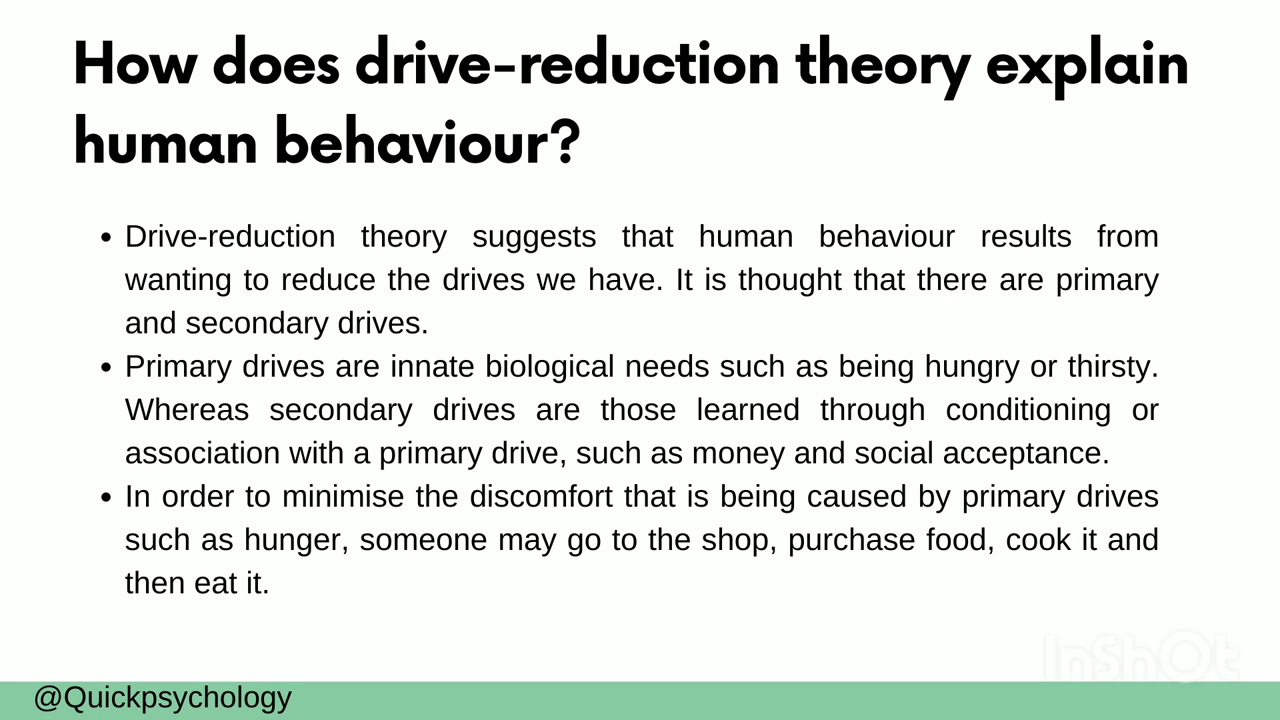 How does drive-reduction theory explain
human behaviour?
• Drive-reduction theory suggests that human behaviour results from
wanting to reduce the drives we have. It is thought that there are primary
and secondary drives.
• Primary drives are innate biological needs such as being hungry or thirsty.
Whereas secondary drives are those learned through conditioning or
association with a primary drive, such as money and social acceptance.
• In order to minimise the discomfort that is being caused by primary drives
such as hunger, someone may go to the shop, purchase food, cook it and
then eat it.
InShOt
@Quickpsychology